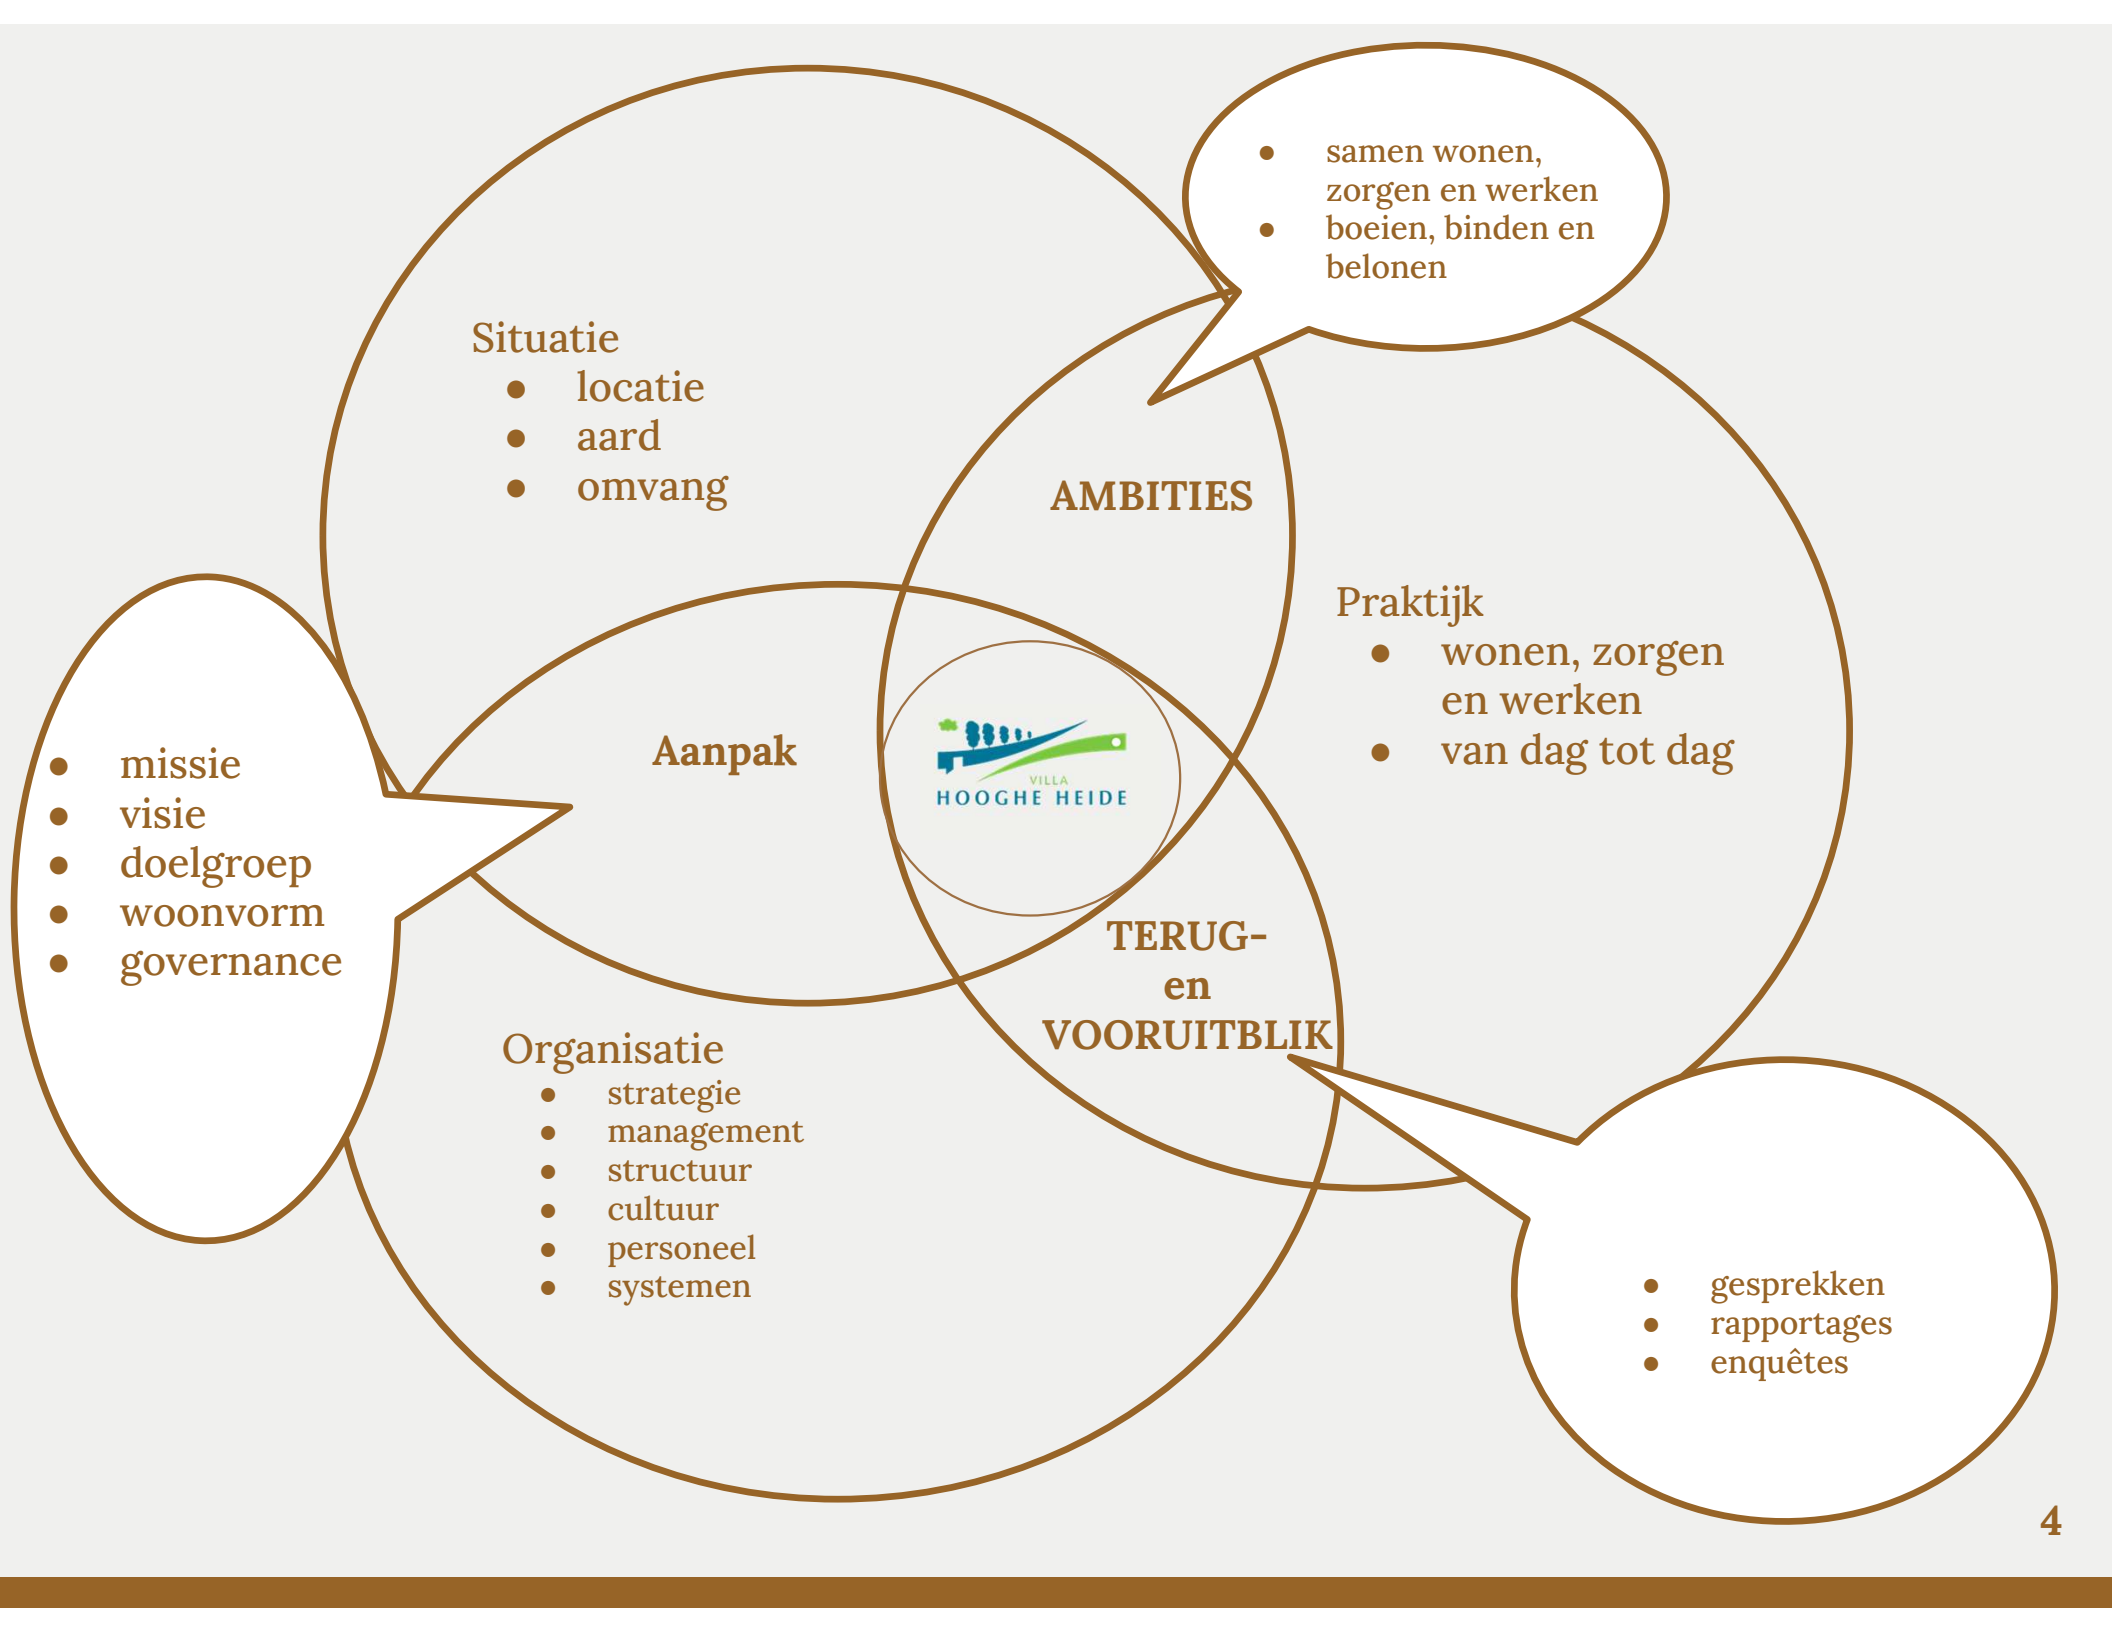 ● samen wonen,
zorgen en werken
● boeien, binden en
belonen
Situatie
● locatie
● aard
● omvang
AMBITIES
Praktijk
● wonen, zorgen
en werken
● van dag tot dag
Aanpak
VILLA
HOOGHE HEIDE
● missie
● visie
● doelgroep
● woonvorm
● governance
TERUG-
en
VOORUITBLIK
Organisatie
● strategie
● management
● structuur
● cultuur
● personeel
● systemen
● gesprekken
● rapportages
● enquêtes
4